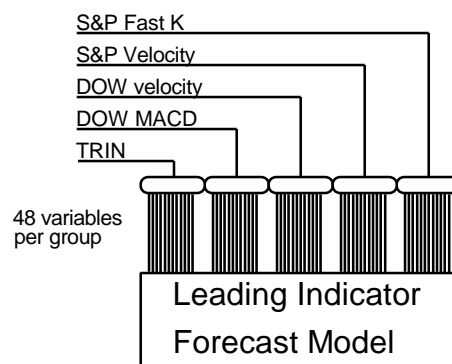 S&P Fast K
S&P Velocity
DOW velocity
DOW MACD
TRIN
48 variables
per group
Leading Indicator
Forecast Model